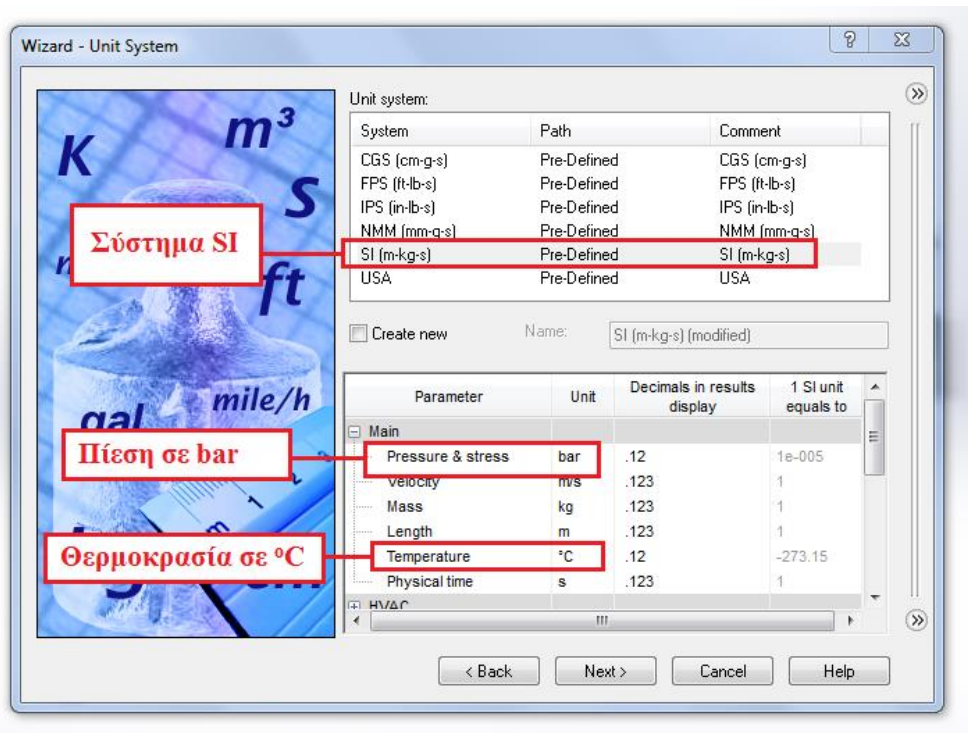 Wizard - Unit System
K
m³
S
ft
gal
mile/h
m 1 2
cm
Σύστημα SI
Πίεση σε bar
Θερμοκρασία σε °C
Unit system:
System Path Comment
CGS (cm-g-s) Pre-Defined CGS (cm-g-s)
FPS (ft-lb-s) Pre-Defined FPS (ft-lb-s)
IPS (in-lb-s) Pre-Defined IPS (in-lb-s)
NMM (mm-g-s) Pre-Defined NMM (mm-g-s)
SI (m-kg-s) Pre-Defined SI (m-kg-s)
USA Pre-Defined USA
Create new Name: SI (m-kg-s) (modified)
Parameter Unit Decimals in results display 1 SI unit equals to
Main
Pressure & stress bar .12 1e-005
Velocity m/s .123 1
Mass kg .123 1
Length m .123 1
Temperature °C .12 -273.15
Physical time s .123 1
HVAC
< Back Next > Cancel Help